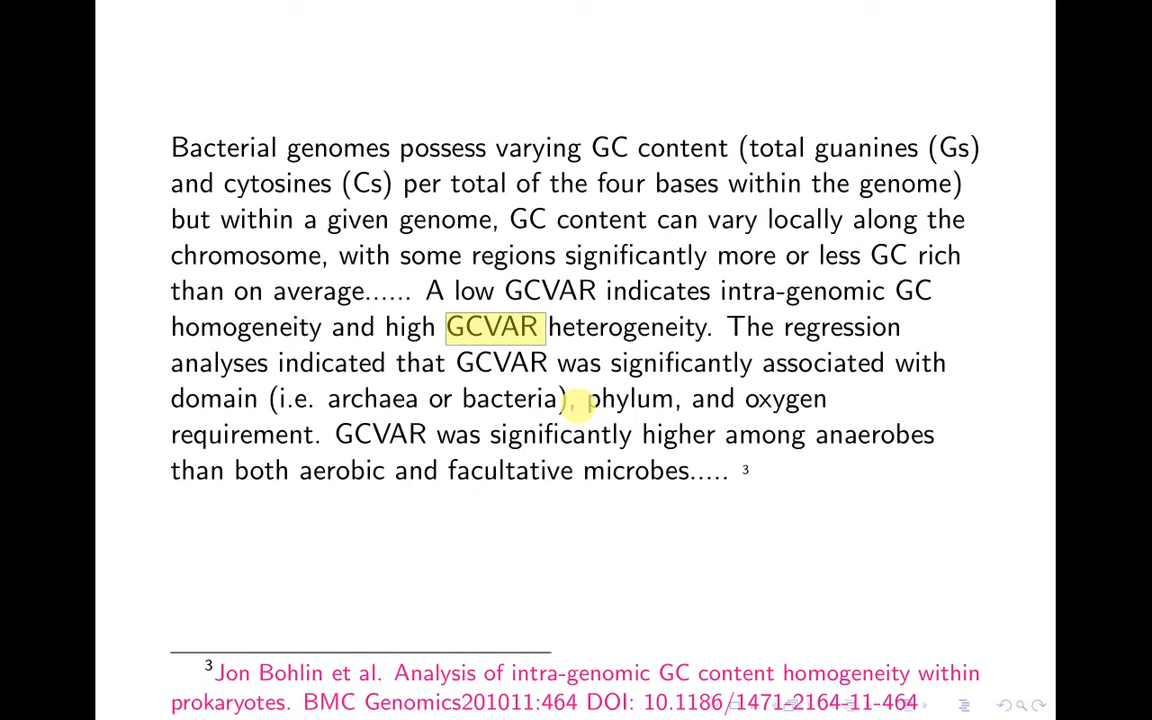 Bacterial genomes possess varying GC content (total guanines (Gs)
and cytosines (Cs) per total of the four bases within the genome)
but within a given genome, GC content can vary locally along the
chromosome, with some regions significantly more or less GC rich
than on average...... A low GCVAR indicates intra-genomic GC
homogeneity and high GCVAR heterogeneity. The regression
analyses indicated that GCVAR was significantly associated with
domain (i.e. archaea or bacteria), phylum, and oxygen
requirement. GCVAR was significantly higher among anaerobes
than both aerobic and facultative microbes..... 3
3Jon Bohlin et al. Analysis of intra-genomic GC content homogeneity within
prokaryotes. BMC Genomics201011:464 DOI: 10.1186/1471-2164-11-464